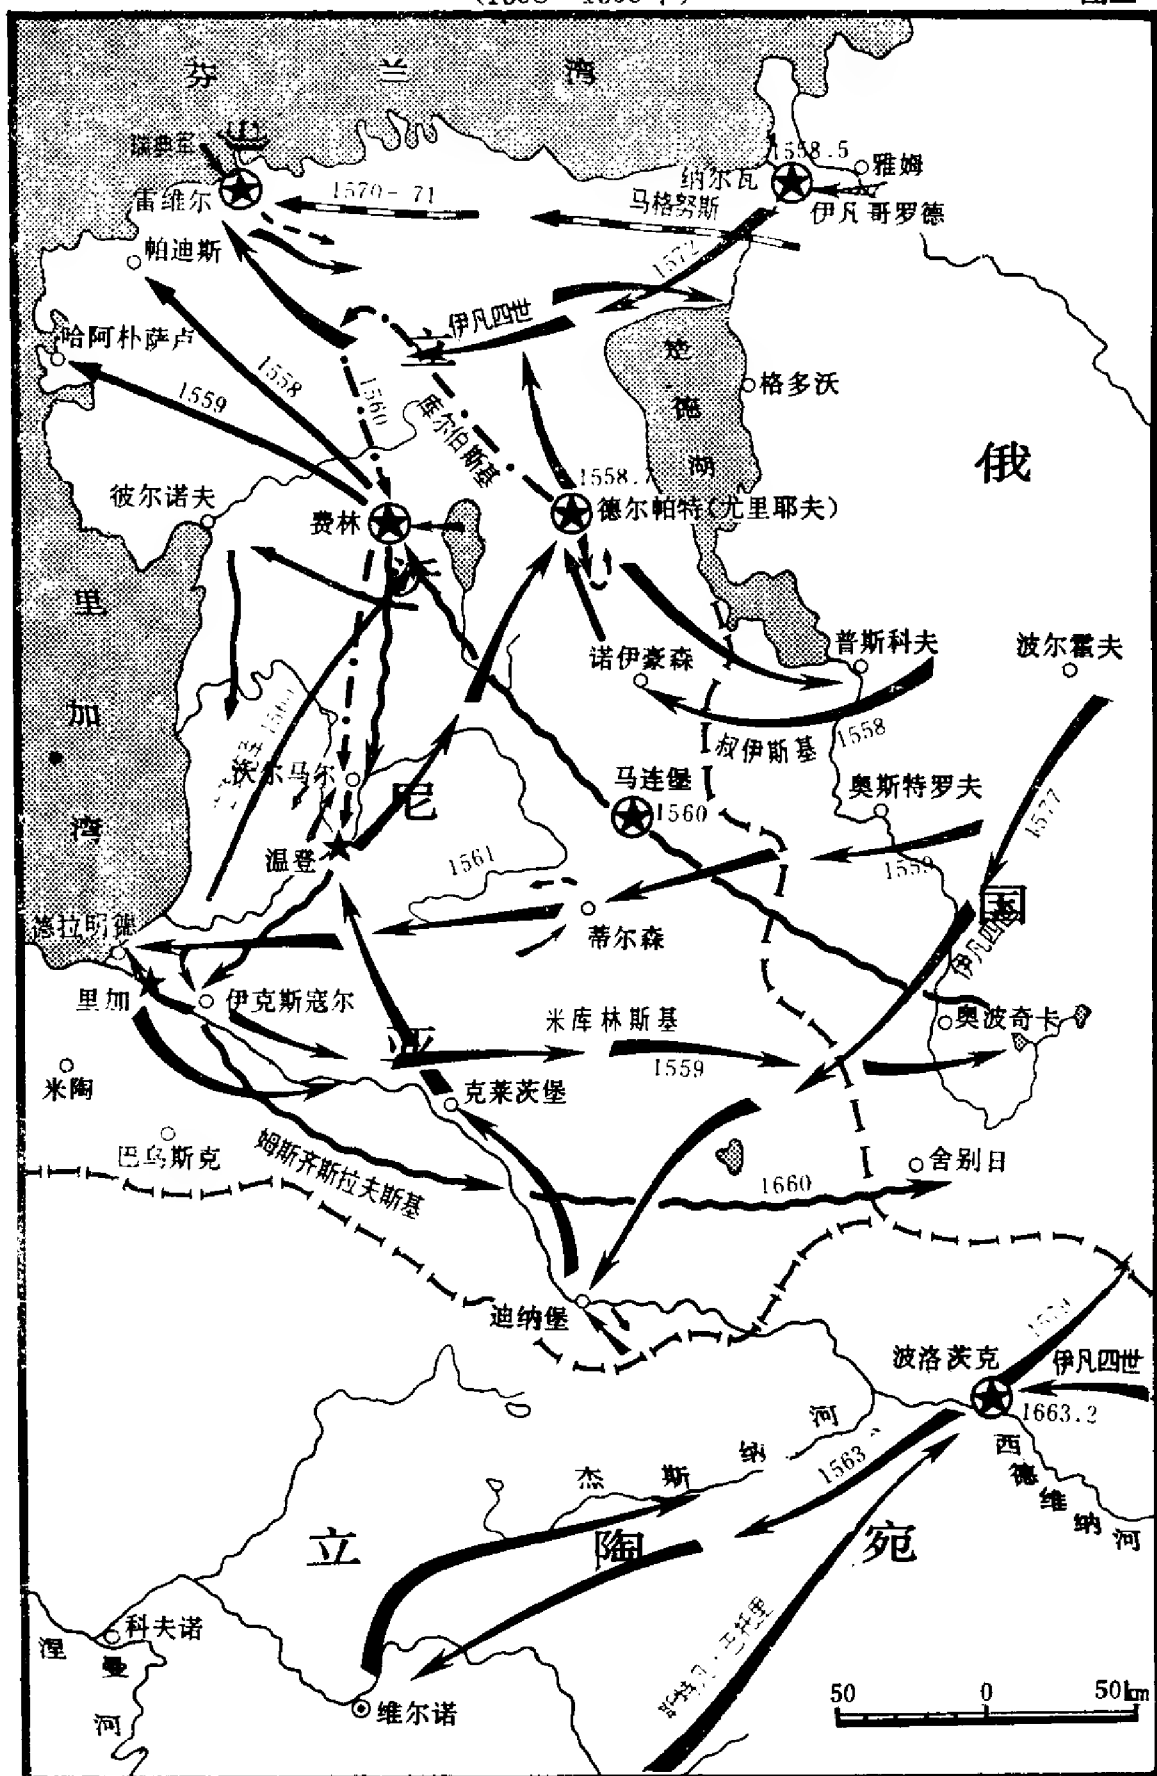 芬兰湾
瑞典军
雷维尔
1570-71
马格努斯
纳尔瓦
1558.5
雅姆
伊凡哥罗德
帕迪斯
1572
哈阿朴萨卢
伊凡四世
立
楚德湖
格多沃
1558
1559
1560
库尔伯斯基
俄
彼尔诺夫
费林
1558.7
德尔帕特(尤里耶夫)
里加湾
诺伊豪森
普斯科夫
波尔霍夫
叔伊斯基
1558
沃尔马尔
尼
马连堡
1560
奥斯特罗夫
1577
温登
1561
1559
国
伊凡四世
德拉明德
蒂尔森
里加
伊克斯寇尔
米库林斯基
1559
奥波奇卡
亚
米陶
克莱茨堡
巴乌斯克
姆斯齐斯拉夫斯基
1660
舍别日
迪纳堡
波洛茨克
伊凡四世
1663.2
西德维纳河
杰斯纳河
1563
立陶宛
科夫诺
涅曼河
维尔诺
50 0 50km